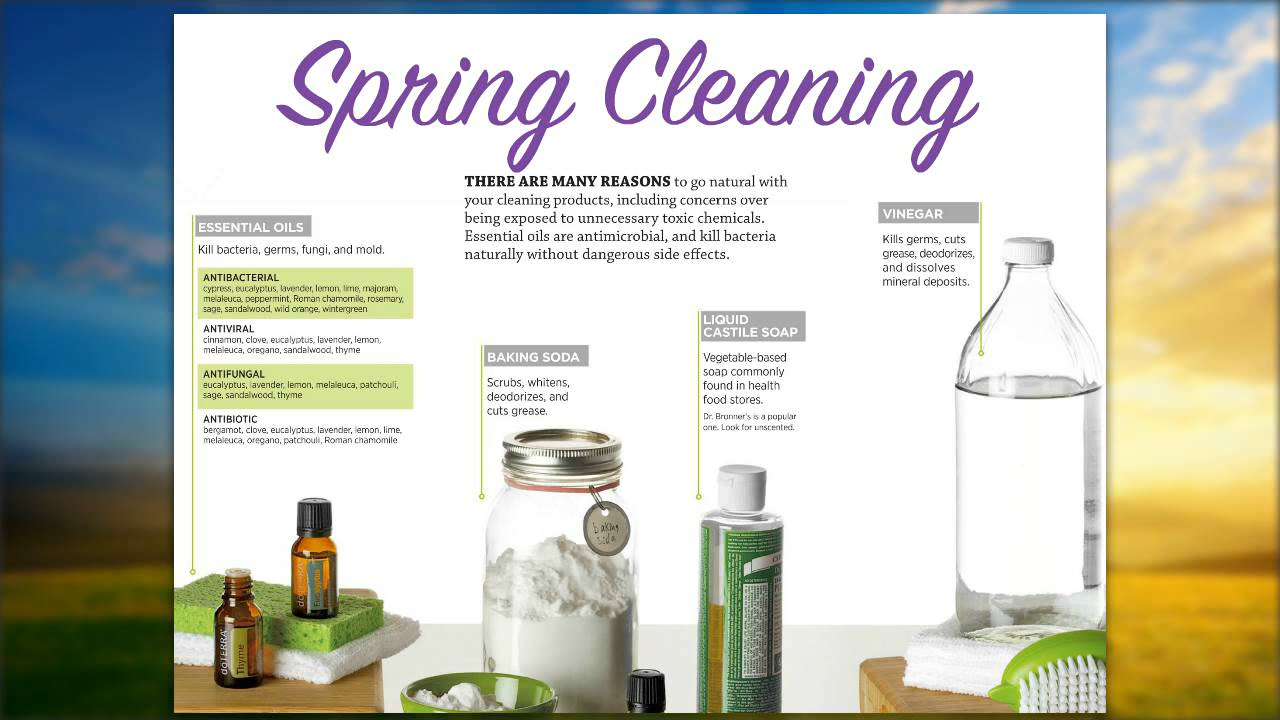 Spring Cleaning
THERE ARE MANY REASONS to go natural with
your cleaning products, including concerns over
being exposed to unnecessary toxic chemicals.
Essential oils are antimicrobial, and kill bacteria
naturally without dangerous side effects.
ESSENTIAL OILS
Kill bacteria, germs, fungi, and mold.
ANTIBACTERIAL
cypress, eucalyptus, lavender, lemon, lime, majoram,
melaleuca, peppermint, Roman chamomile, rosemary,
sage, sandalwood, wild orange, wintergreen
ANTIVIRAL
cinnamon, clove, eucalyptus, lavender, lemon,
melaleuca, oregano, sandalwood, thyme
ANTIFUNGAL
eucalyptus, lavender, lemon, melaleuca, patchouli,
sage, sandalwood, thyme
ANTIBIOTIC
bergamot, clove, eucalyptus, lavender, lemon, lime,
melaleuca, oregano, patchouli, Roman chamomile
BAKING SODA
Scrubs, whitens,
deodorizes, and
cuts grease.
LIQUID
CASTILE SOAP
Vegetable-based
soap commonly
found in health
food stores.
Dr. Bronner's is a popular
one. Look for unscented.
VINEGAR
Kills germs, cuts
grease, deodorizes,
and dissolves
mineral deposits.
baking
soda
doTERRA
Eucalyptus
doTERRA
Thyme